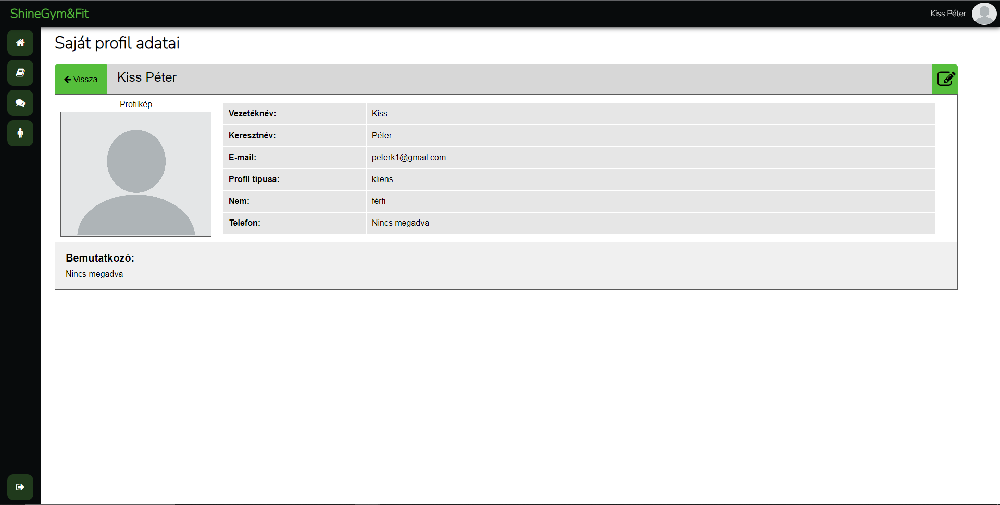 ShineGym&Fit
Kiss Péter
Saját profil adatai
Vissza
Kiss Péter
Profilkép
Vezetéknév: Kiss
Keresztnév: Péter
E-mail: peterk1@gmail.com
Profil típusa: kliens
Nem: férfi
Telefon: Nincs megadva
Bemutatkozó:
Nincs megadva